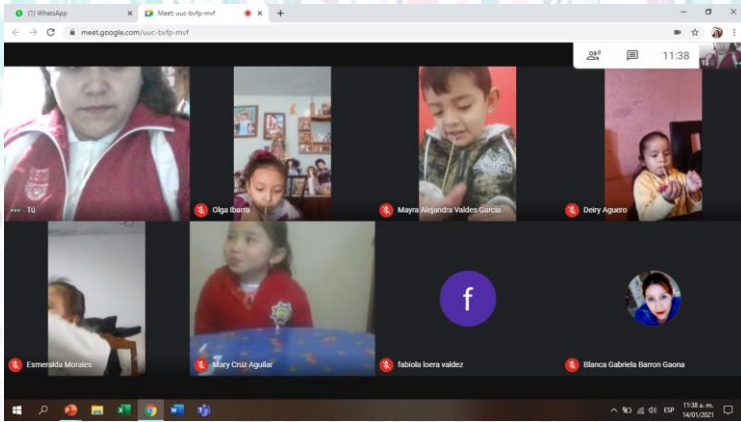 (1) WhatsApp
Meet: uuc-bvfp-mvf
meet.google.com/uuc-bvfp-mvf
11:38
Tú
Tú
Olga Ibarra
Mayra Alejandra Valdes Garcia
Deiry Aguero
Esmeralda Morales
Mary Cruz Aguilar
f
fabiola loera valdez
Blanca Gabriela Barron Gaona
ESP
11:38 a. m.
14/01/2021